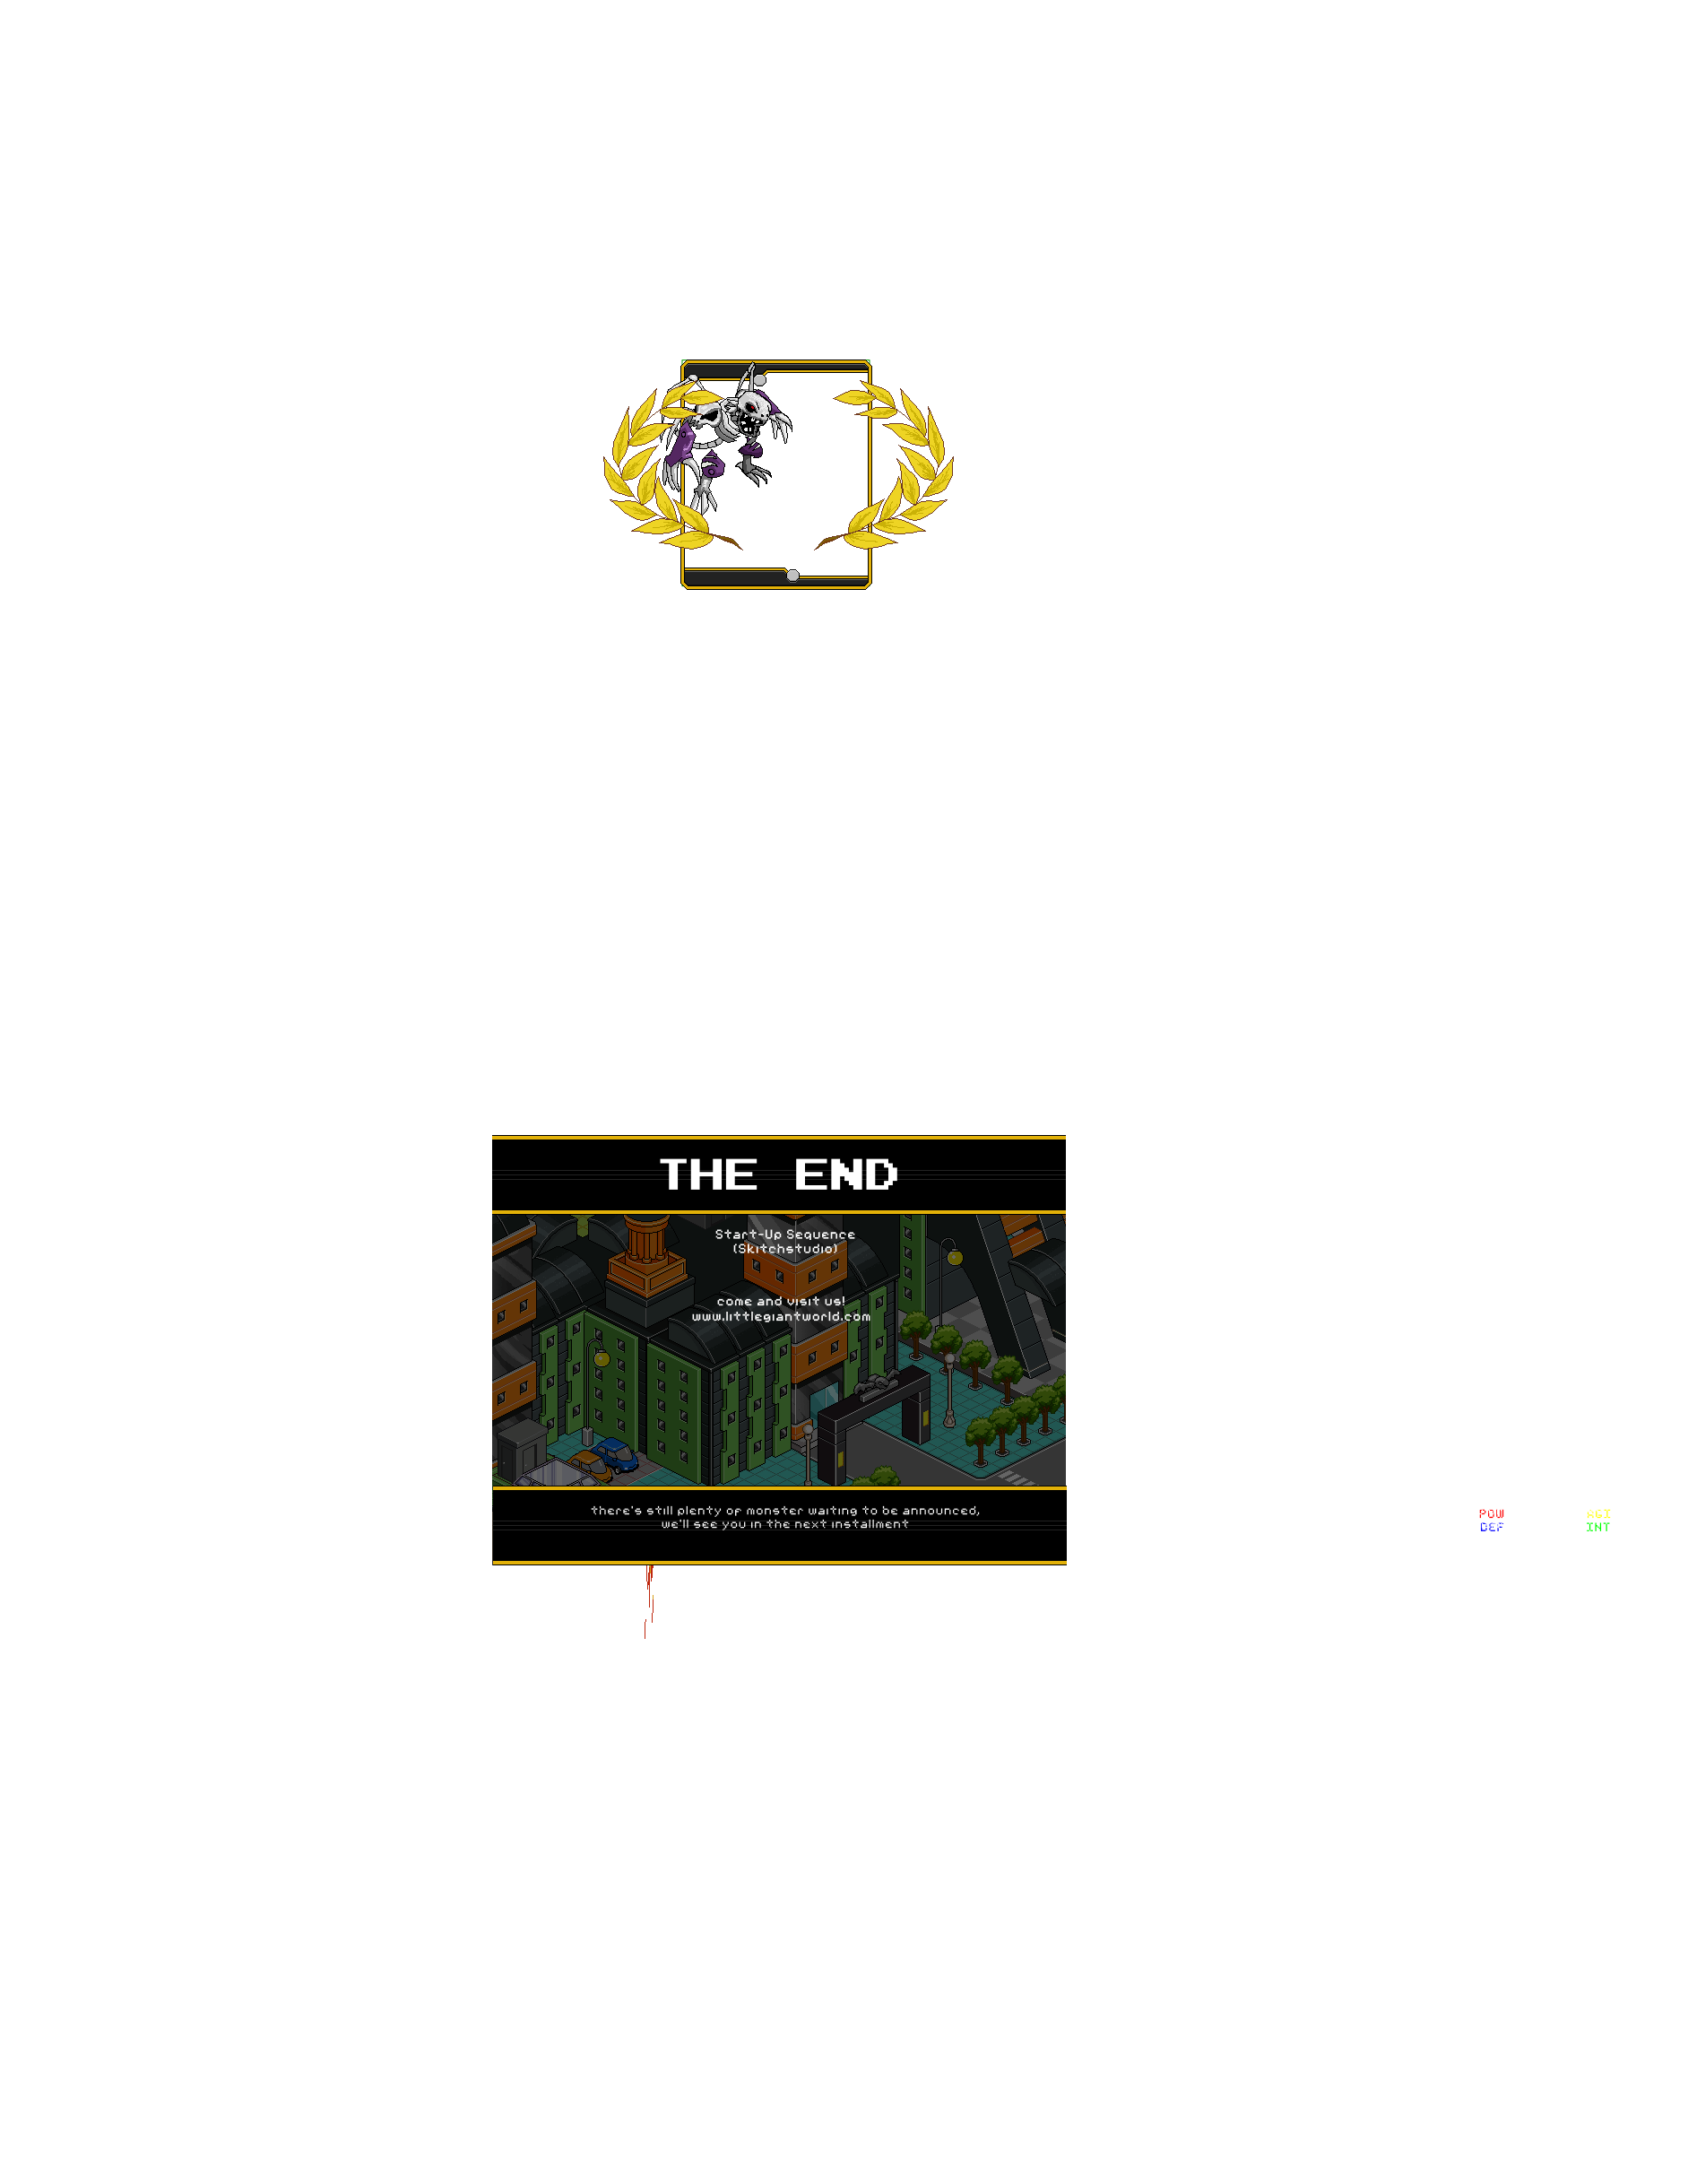 THE END
Start-Up Sequence
(Skitchstudio)
come and visit us!
www.littlegiantworld.com
there's still plenty of monster waiting to be announced,
we'll see you in the next installment
POW AGI
DEF INT